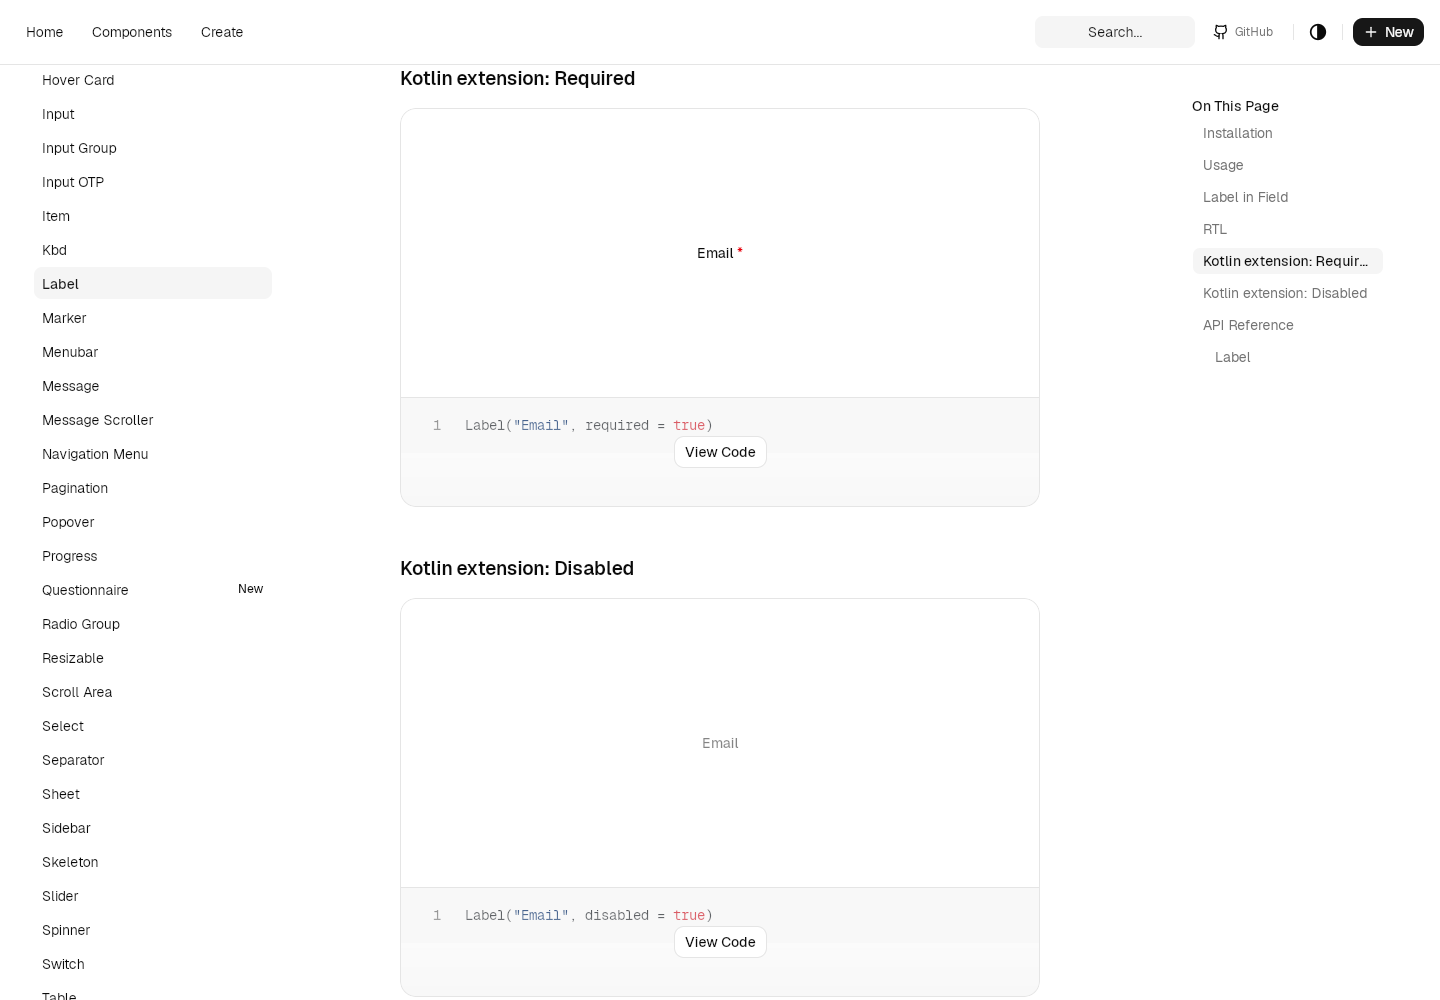 Home
Components
Create
Search...
GitHub
New
Hover Card
Input
Input Group
Input OTP
Item
Kbd
Label
Marker
Menubar
Message
Message Scroller
Navigation Menu
Pagination
Popover
Progress
Questionnaire New
Radio Group
Resizable
Scroll Area
Select
Separator
Sheet
Sidebar
Skeleton
Slider
Spinner
Switch
Table
Kotlin extension: Required
Email *
1 Label("Email", required = true)
View Code
Kotlin extension: Disabled
Email
1 Label("Email", disabled = true)
View Code
On This Page
Installation
Usage
Label in Field
RTL
Kotlin extension: Requir...
Kotlin extension: Disabled
API Reference
Label